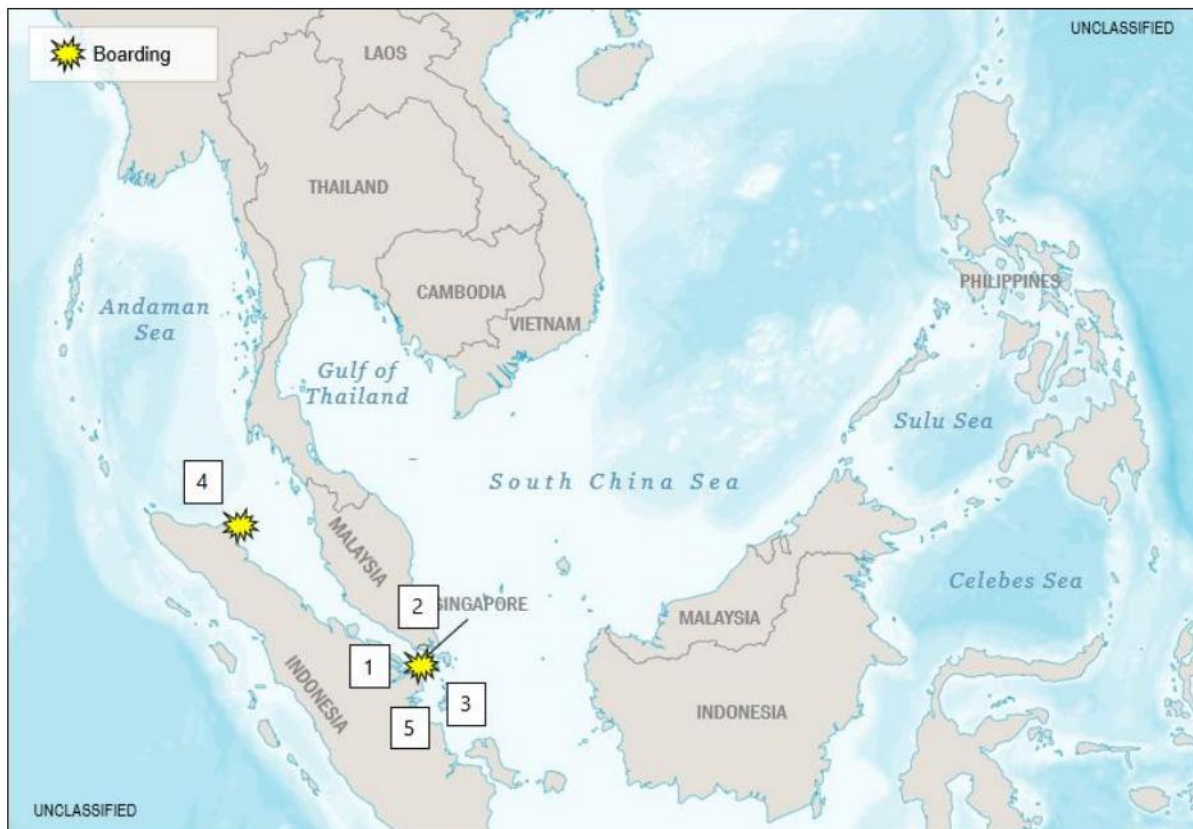 UNCLASSIFIED
Boarding
LAOS
THAILAND
CAMBODIA
VIETNAM
PHILIPPINES
Andaman
Sea
Gulf of
Thailand
Sulu Sea
South China Sea
4
MALAYSIA
Celebes Sea
2
SINGAPORE
MALAYSIA
1
INDONESIA
3
5
INDONESIA
UNCLASSIFIED